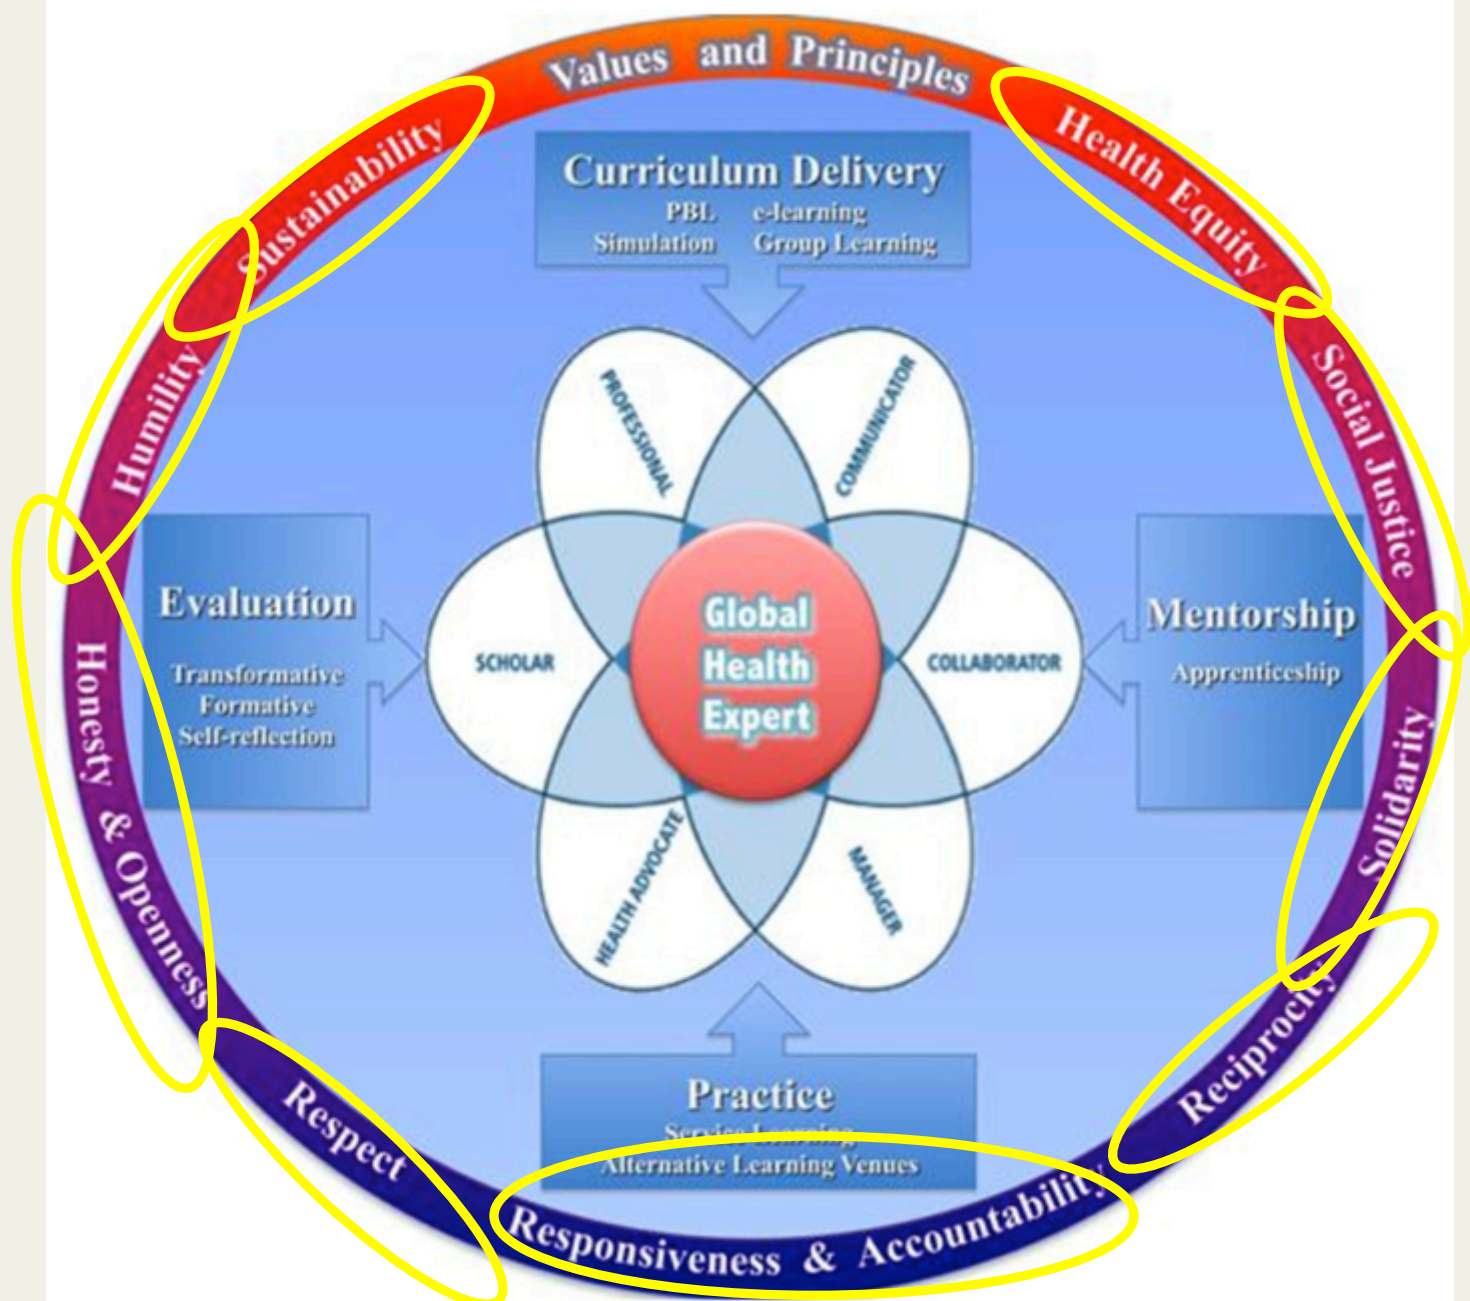 Values and Principles
Health Equity
Social Justice
Solidarity
Reciprocity
Responsiveness & Accountability
Respect
Honesty & Openness
Humility
Sustainability
Curriculum Delivery
PBL e-learning
Simulation Group Learning
Evaluation
Transformative
Formative
Self-reflection
Mentorship
Apprenticeship
Practice
Service Learning
Alternative Learning Venues
PROFESSIONAL
COMMUNICATOR
SCHOLAR
COLLABORATOR
HEALTH ADVOCATE
MANAGER
Global
Health
Expert